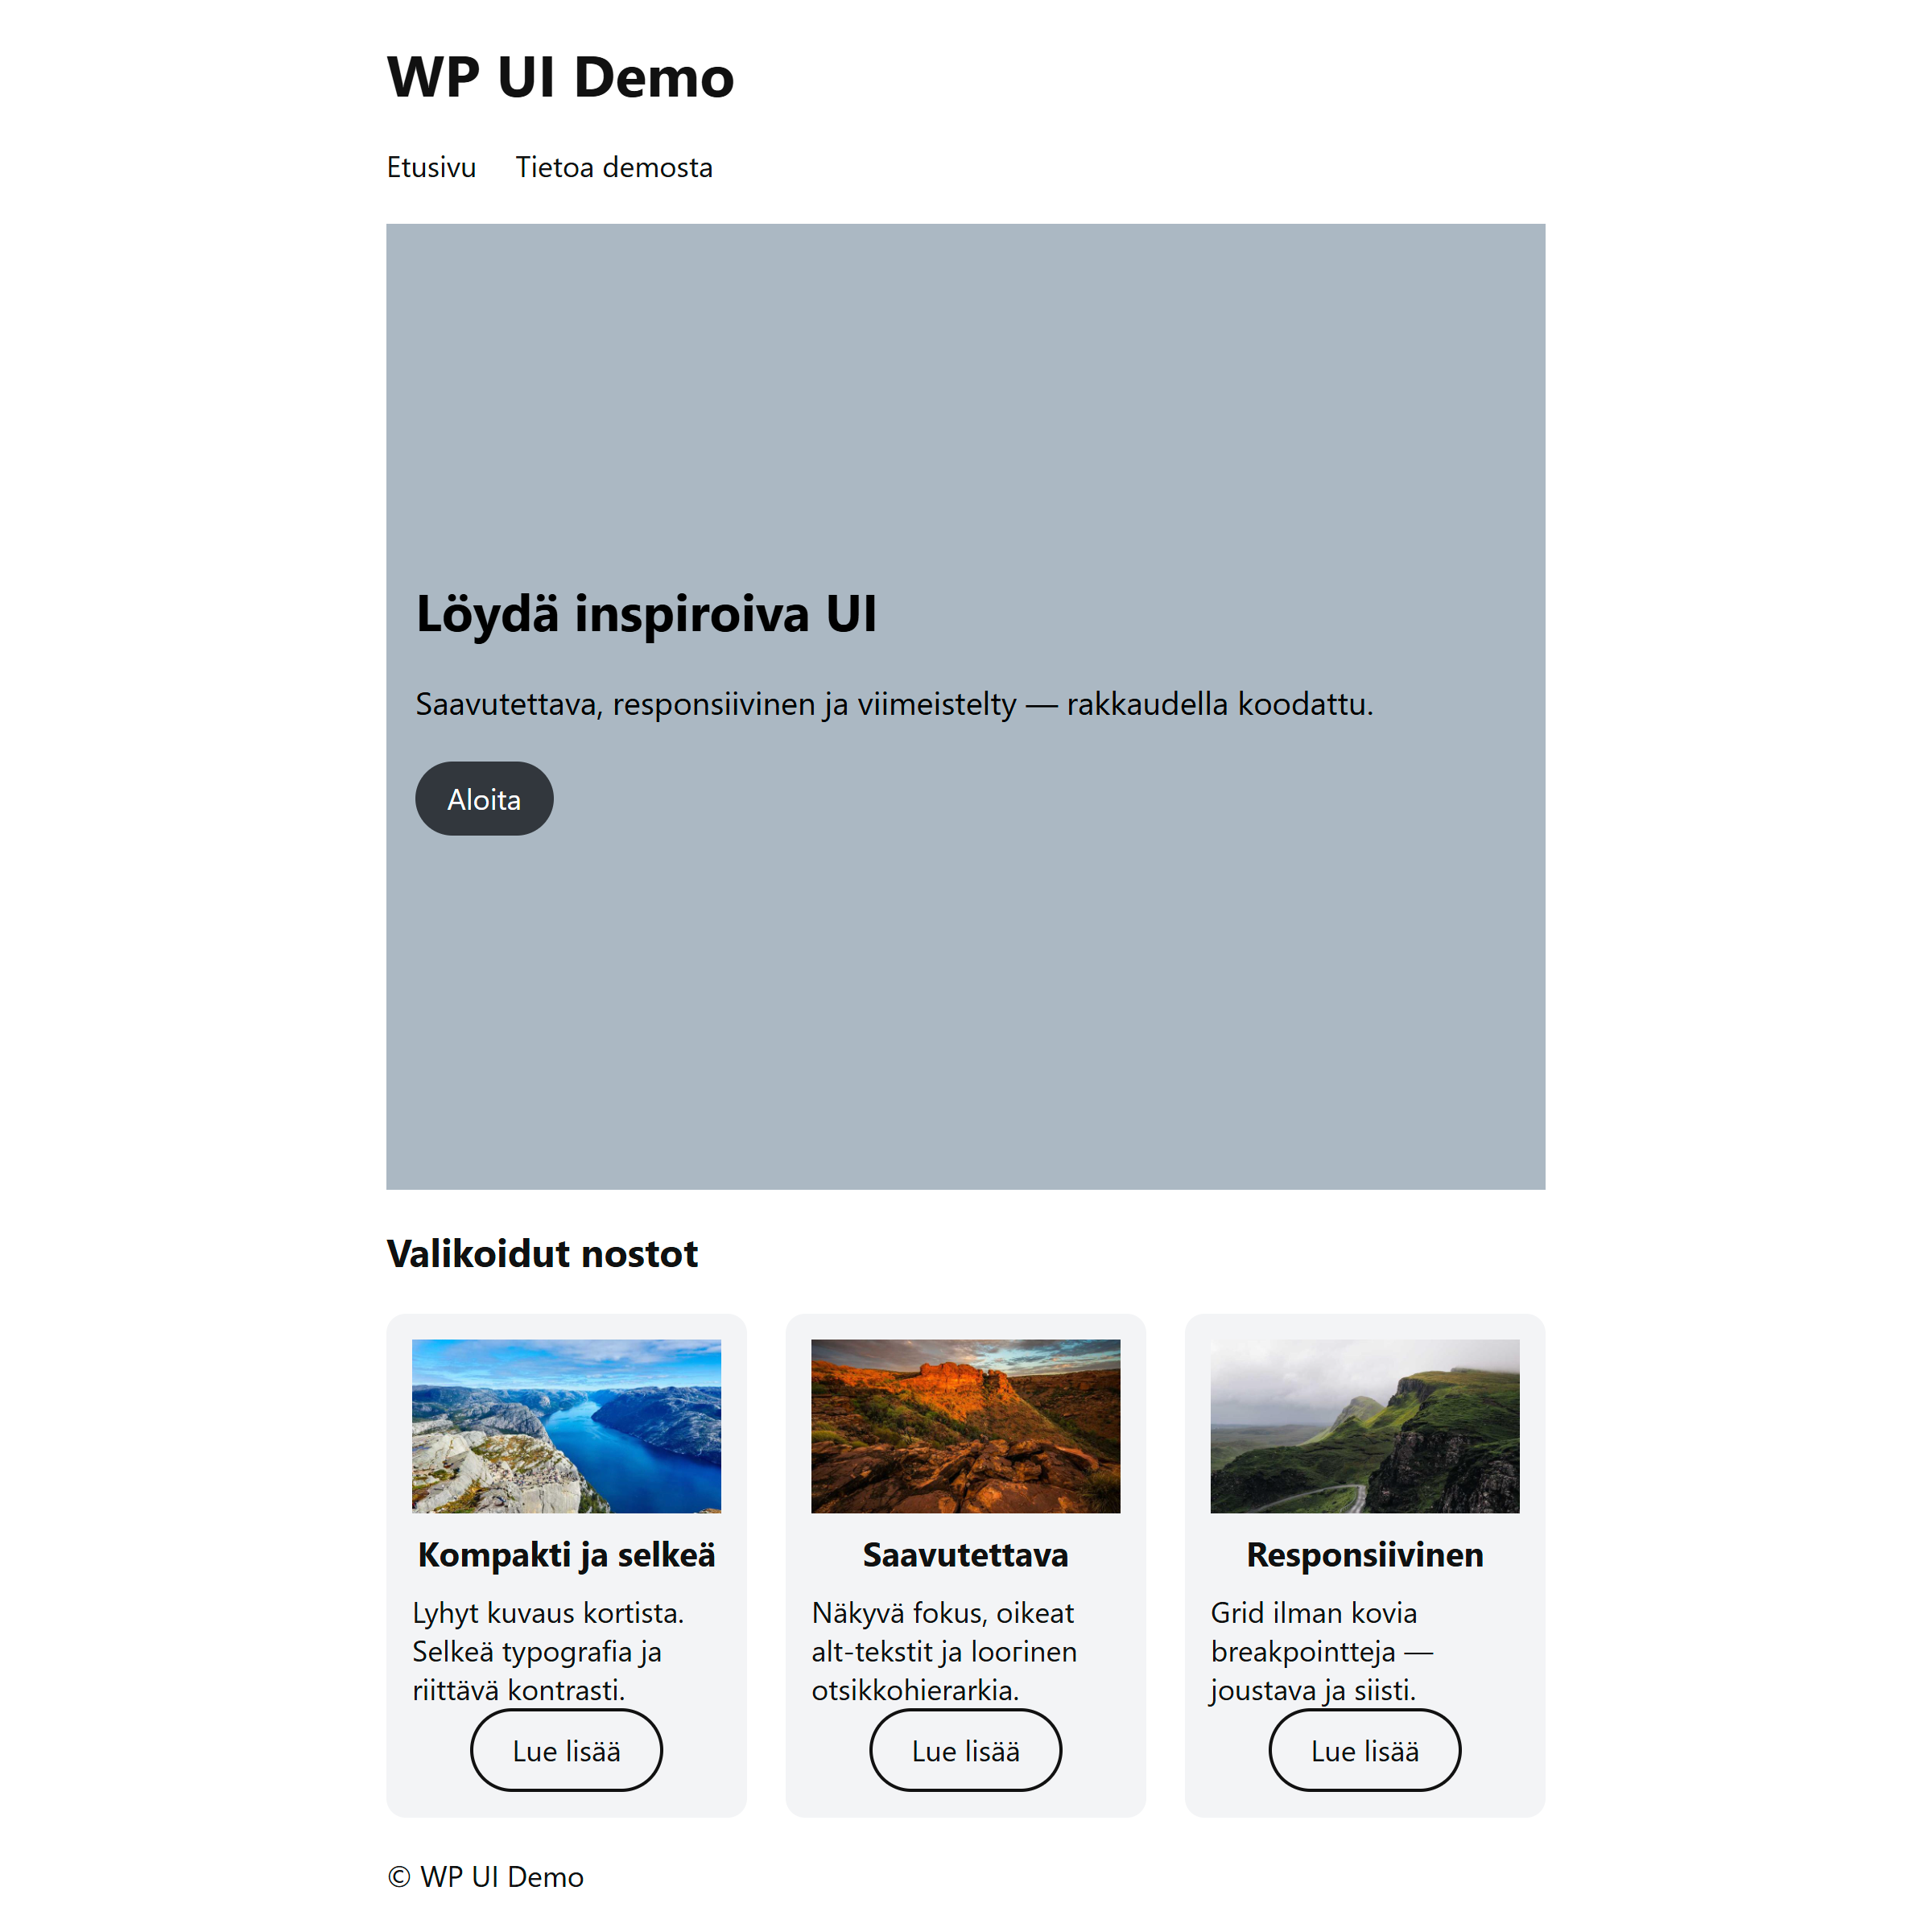 WP UI Demo
Etusivu Tietoa demosta
Löydä inspiroiva UI
Saavutettava, responsiivinen ja viimeistelty — rakkaudella koodattu.
Aloita
Valikoidut nostot
Kompakti ja selkeä
Lyhyt kuvaus kortista.
Selkeä typografia ja
riittävä kontrasti.
Lue lisää
Saavutettava
Näkyvä fokus, oikeat
alt-tekstit ja looгinen
otsikkohierarkia.
Lue lisää
Responsiivinen
Grid ilman kovia
breakpointteja —
joustava ja siisti.
Lue lisää
© WP UI Demo